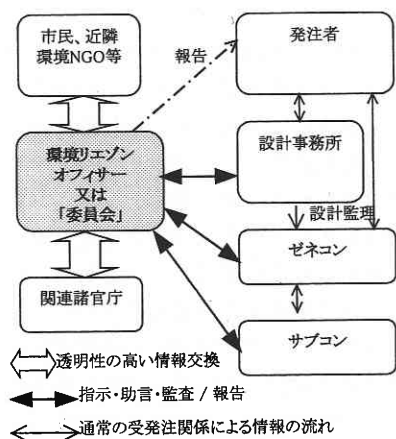 市民、近隣
環境NGO等
報告
発注者
環境リエゾン
オフィサー
又は
「委員会」
設計事務所
設計監理
ゼネコン
関連諸官庁
サブコン
透明性の高い情報交換
指示・助言・監査 / 報告
通常の受発注関係による情報の流れ